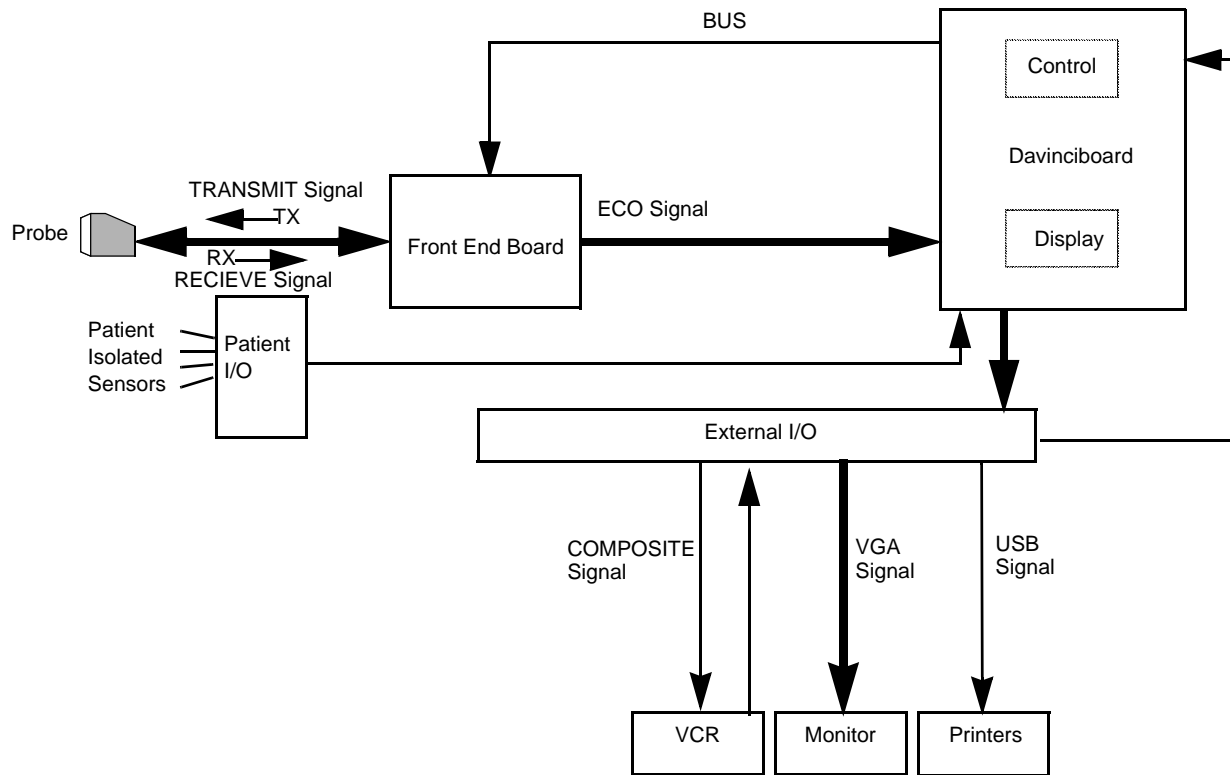 BUS
Control
Davinciboard
Display
TRANSMIT Signal
TX
Probe
RX
RECIEVE Signal
Front End Board
ECO Signal
Patient
Isolated
Sensors
Patient
I/O
External I/O
COMPOSITE
Signal
VGA
Signal
USB
Signal
VCR
Monitor
Printers